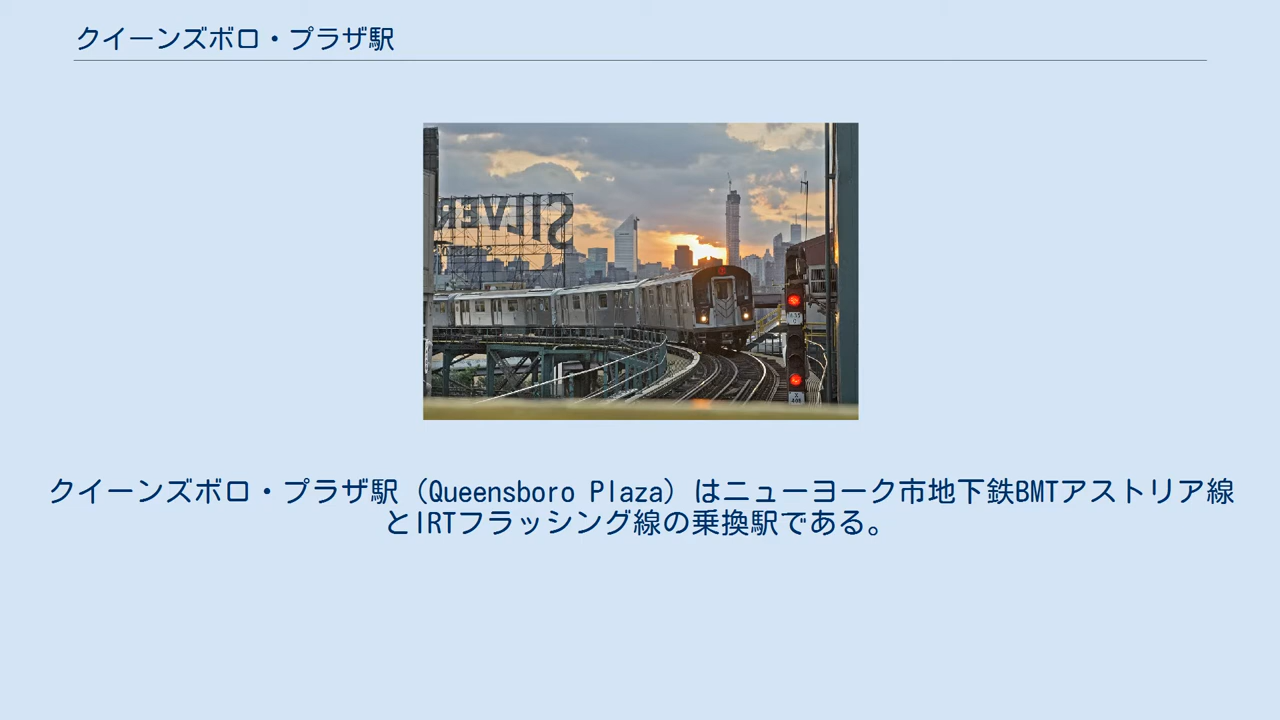 クイーンズボロ・プラザ駅
SILVER
クイーンズボロ・プラザ駅（Queensboro Plaza）はニューヨーク市地下鉄BMTアストリア線
とIRTフラッシング線の乗換駅である。